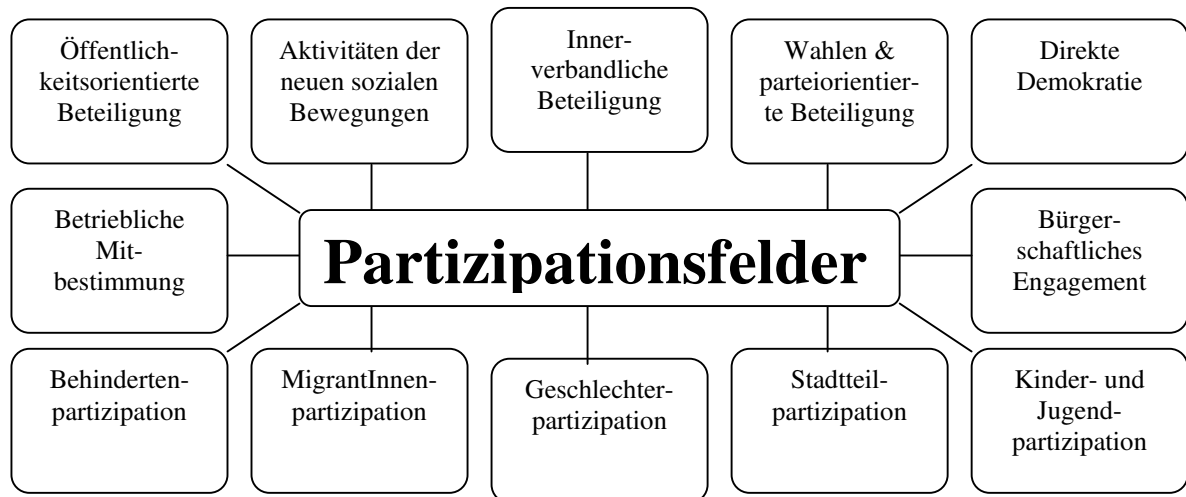 Öffentlich-
keitsorientierte
Beteiligung
Aktivitäten der
neuen sozialen
Bewegungen
Inner-
verbandliche
Beteiligung
Wahlen &
parteiorientier-
te Beteiligung
Direkte
Demokratie
Betriebliche
Mit-
bestimmung
Partizipationsfelder
Bürger-
schaftliches
Engagement
Behinderten-
partizipation
MigrantInnen-
partizipation
Geschlechter-
partizipation
Stadtteil-
partizipation
Kinder- und
Jugend-
partizipation